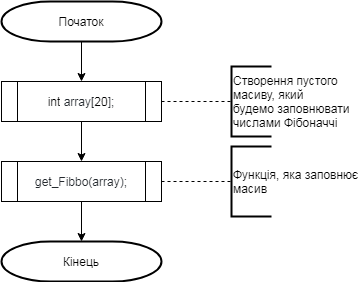 Початок
int array[20];
Створення пустого
масиву, який
будемо заповнювати
числами Фібоначчі
get_Fibbo(array);
Функція, яка заповнює
масив
Кінець